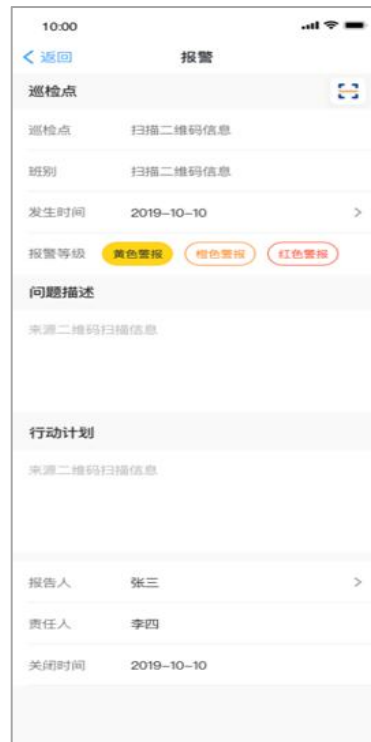 10:00
返回 报警
巡检点
巡检点 扫描二维码信息
班别 扫描二维码信息
发生时间 2019-10-10
报警等级 黄色警报 橙色警报 红色警报
问题描述
来源二维码扫描信息
行动计划
来源二维码扫描信息
报告人 张三
责任人 李四
关闭时间 2019-10-10